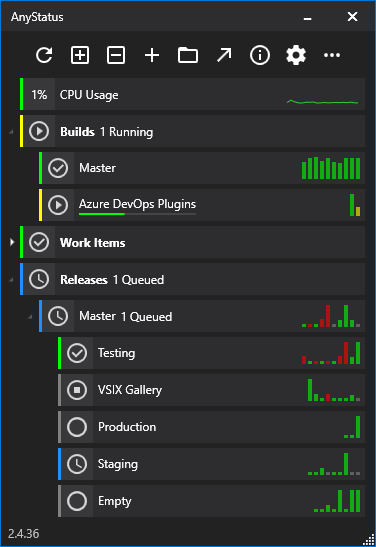 AnyStatus
1% CPU Usage
Builds 1 Running
Master
Azure DevOps Plugins
Work Items
Releases 1 Queued
Master 1 Queued
Testing
VSIX Gallery
Production
Staging
Empty
2.4.36